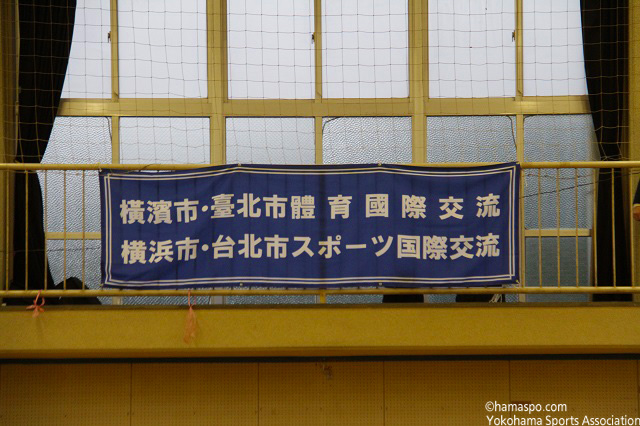 橫濱市・臺北市體育國際交流
横浜市・台北市スポーツ国際交流
©hamaspo.com
Yokohama Sports Association